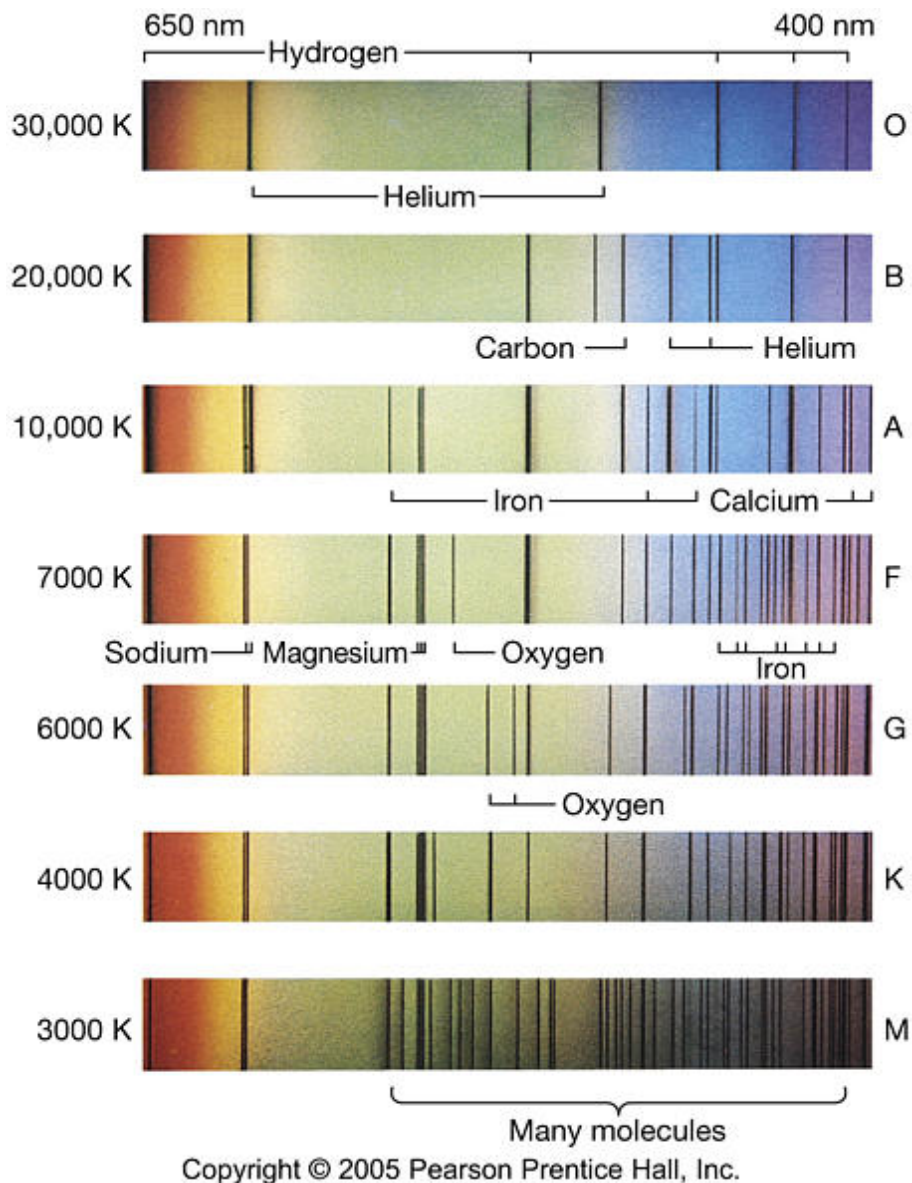 650 nm 400 nm
Hydrogen
30,000 K O
Helium
20,000 K B
Carbon Helium
10,000 K A
Iron Calcium
7000 K F
Sodium Magnesium Oxygen Iron
6000 K G
Oxygen
4000 K K
3000 K M
Many molecules
Copyright © 2005 Pearson Prentice Hall, Inc.